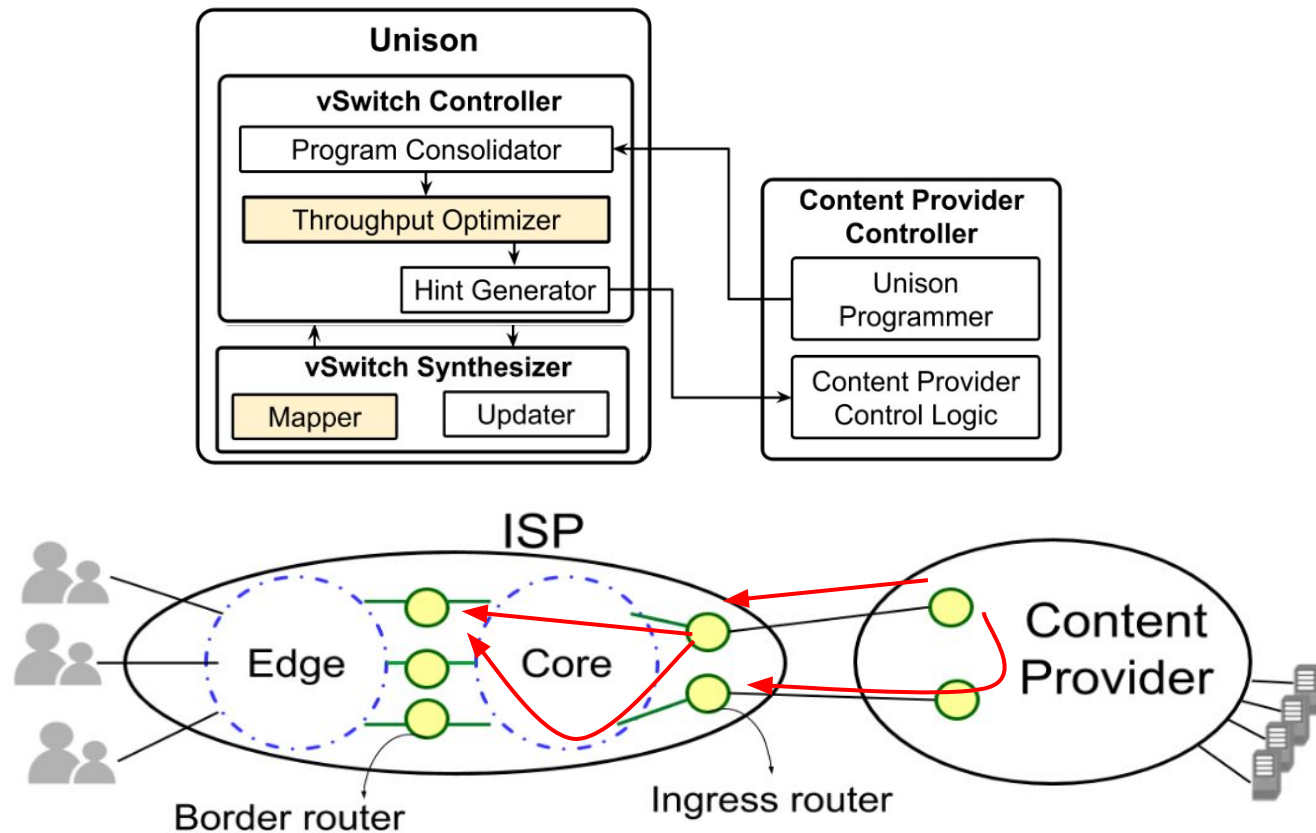 Unison
vSwitch Controller
Program Consolidator
Throughput Optimizer
Hint Generator
vSwitch Synthesizer
Mapper
Updater
Content Provider
Controller
Unison
Programmer
Content Provider
Control Logic
ISP
Edge
Core
Content
Provider
Border router
Ingress router